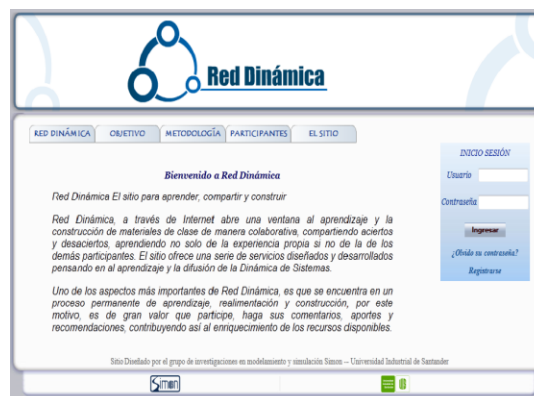 Red Dinámica
RED DINÁMICA OBJETIVO METODOLOGÍA PARTICIPANTES EL SITIO
Bienvenido a Red Dinámica
Red Dinámica El sitio para aprender, compartir y construir
Red Dinámica, a través de Internet abre una ventana al aprendizaje y la
construcción de materiales de clase de manera colaborativa, compartiendo aciertos
y desaciertos, aprendiendo no solo de la experiencia propia si no de la de los
demás participantes. El sitio ofrece una serie de servicios diseñados y desarrollados
pensando en al aprendizaje y la difusión de la Dinámica de Sistemas.
Uno de los aspectos más importantes de Red Dinámica, es que se encuentra en un
proceso permanente de aprendizaje, realimentación y construcción, por este
motivo, es de gran valor que participe, haga sus comentarios, aportes y
recomendaciones, contribuyendo así al enriquecimiento de los recursos disponibles.
INICIO SESIÓN
Usuario
Contraseña
Ingresar
¿Olvido su contraseña?
Registrarse
Sitio Diseñado por el grupo de investigaciones en modelamiento y simulación Simon -- Universidad Industrial de Santander
Simon